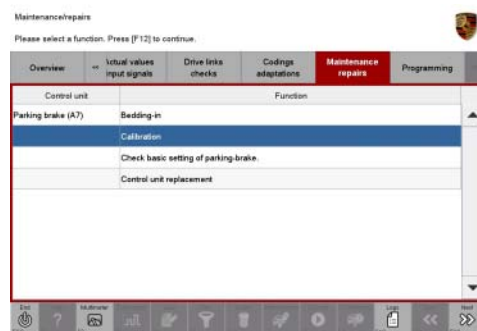 Maintenance/repairs
Please select a function. Press [F12] to continue.
Overview
Actual values
input signals
Drive links
checks
Codings
adaptations
Maintenance
repairs
Programming
Control unit
Function
Parking brake (A7)
Bedding-in
Calibration
Check basic setting of parking-brake.
Control unit replacement
End
?
Multimeter
Logs
<<
Next
>>